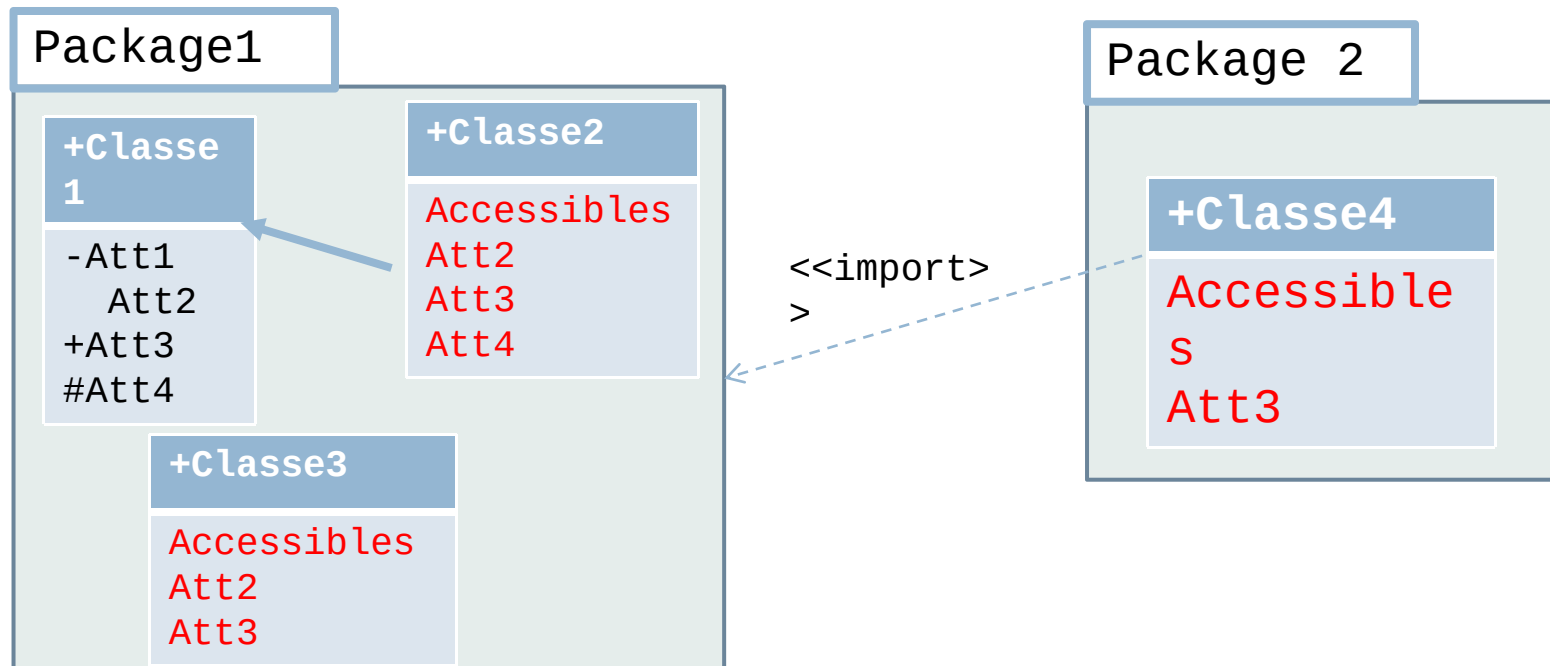 Package1
+Classe
1
-Att1
Att2
+Att3
#Att4
+Classe2
Accessibles
Att2
Att3
Att4
+Classe3
Accessibles
Att2
Att3
<<import>
>
Package 2
+Classe4
Accessible
s
Att3